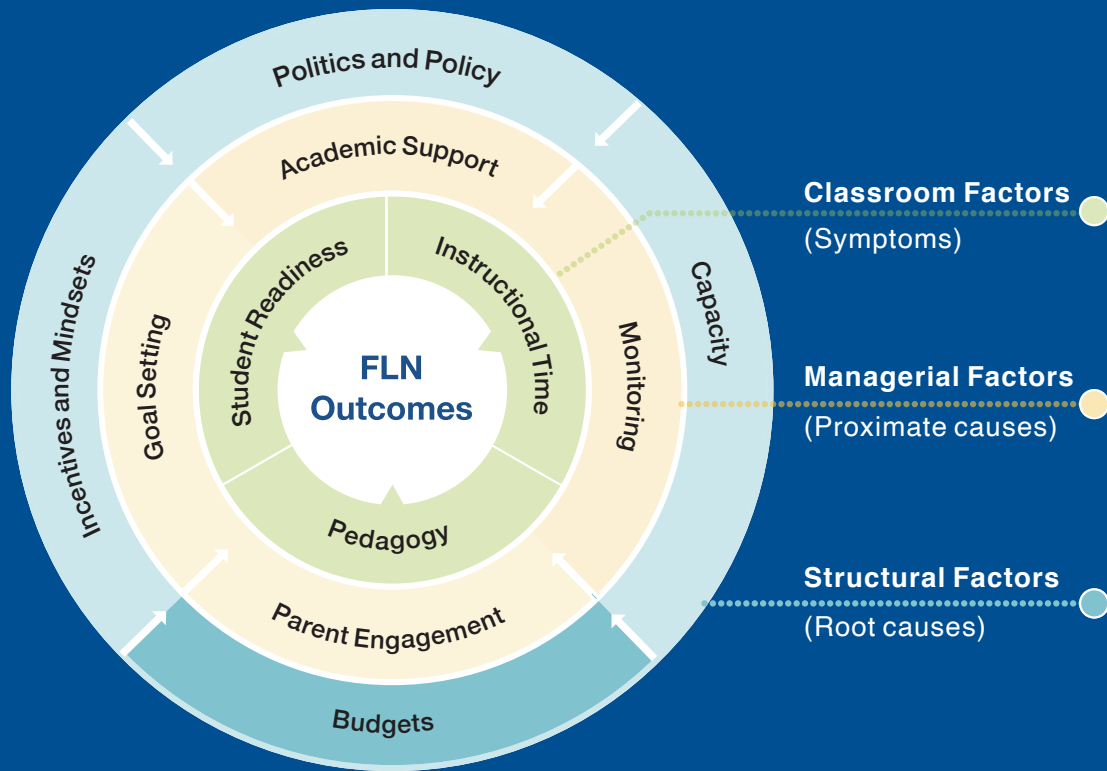 Politics and Policy
Academic Support
Student Readiness
Instructional Time
Incentives and Mindsets
Goal Setting
FLN
Outcomes
Monitoring
Capacity
Pedagogy
Parent Engagement
Budgets
Classroom Factors
(Symptoms)
Managerial Factors
(Proximate causes)
Structural Factors
(Root causes)